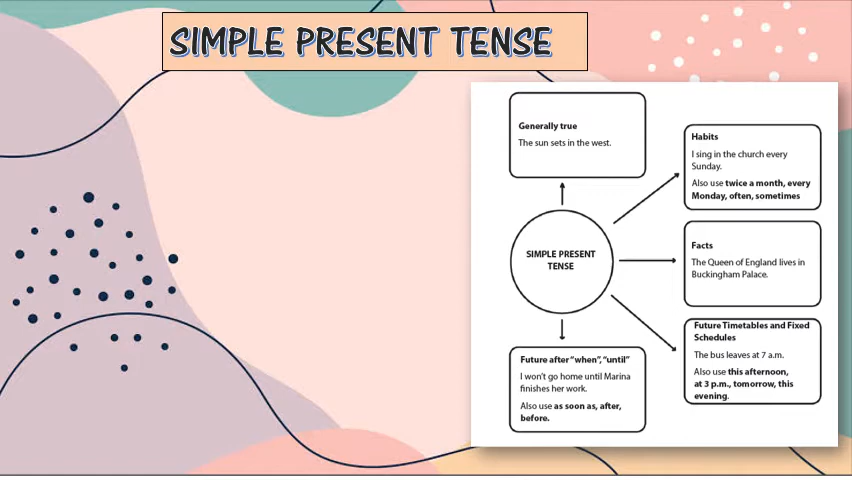 SIMPLE PRESENT TENSE
Generally true
The sun sets in the west.
Habits
I sing in the church every
Sunday.
Also use twice a month, every
Monday, often, sometimes
SIMPLE PRESENT
TENSE
Facts
The Queen of England lives in
Buckingham Palace.
Future Timetables and Fixed
Schedules
The bus leaves at 7 a.m.
Also use this afternoon,
at 3 p.m., tomorrow, this
evening.
Future after "when", "until"
I won't go home until Marina
finishes her work.
Also use as soon as, after,
before.